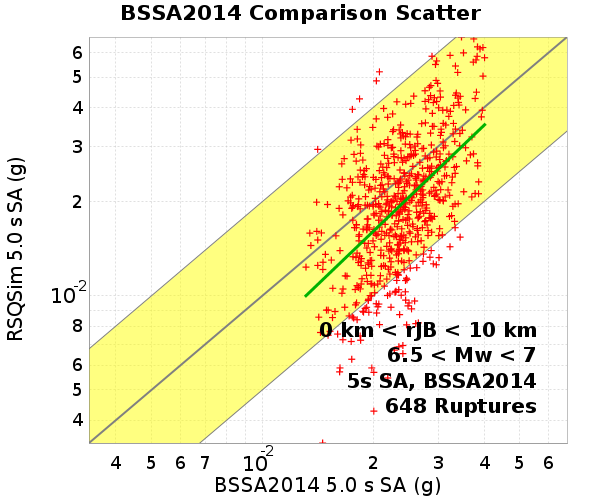 BSSA2014 Comparison Scatter
RSQSim 5.0 s SA (g)
6
5
4
3
2
10-2
8
6
5
4
0 km < rJB < 10 km
6.5 < Mw < 7
5s SA, BSSA2014
648 Ruptures
4 5 6 7 10-2 2 3 4 5 6
BSSA2014 5.0 s SA (g)